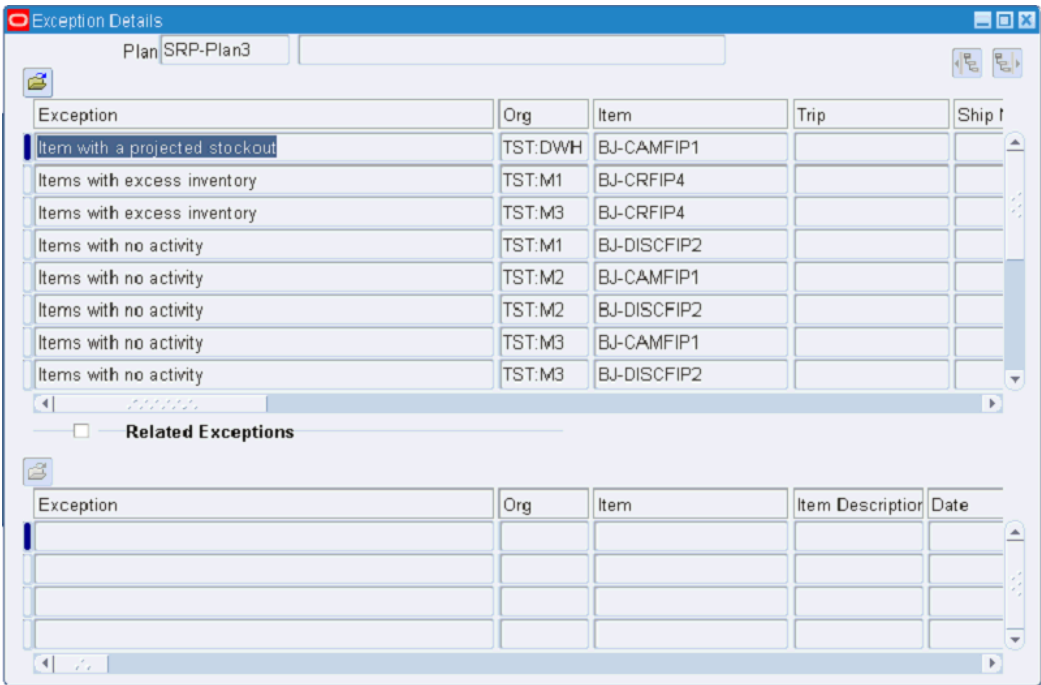 Exception Details
Plan SRP-Plan3
Exception Org Item Trip Ship
Item with a projected stockout TST:DWH BJ-CAMFIP1
Items with excess inventory TST:M1 BJ-CRFIP4
Items with excess inventory TST:M3 BJ-CRFIP4
Items with no activity TST:M1 BJ-DISCFIP2
Items with no activity TST:M2 BJ-CAMFIP1
Items with no activity TST:M2 BJ-DISCFIP2
Items with no activity TST:M3 BJ-CAMFIP1
Items with no activity TST:M3 BJ-DISCFIP2
Related Exceptions
Exception Org Item Item Description Date